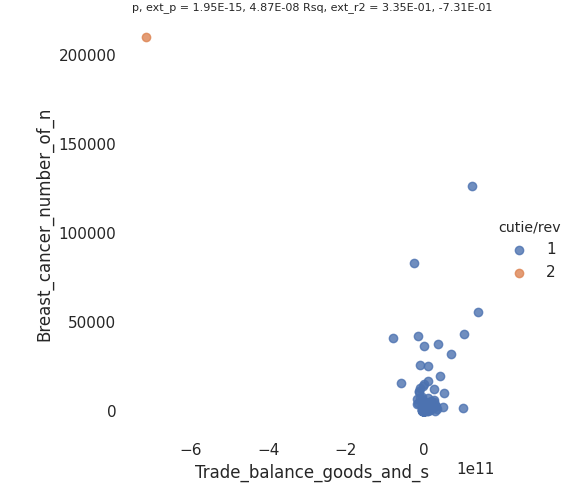 p, ext_p = 1.95E-15, 4.87E-08 Rsq, ext_r2 = 3.35E-01, -7.31E-01
200000
150000
100000
50000
0
Breast_cancer_number_of_n
cutie/rev
1
2
−6
−4
−2
0
1e11
Trade_balance_goods_and_s